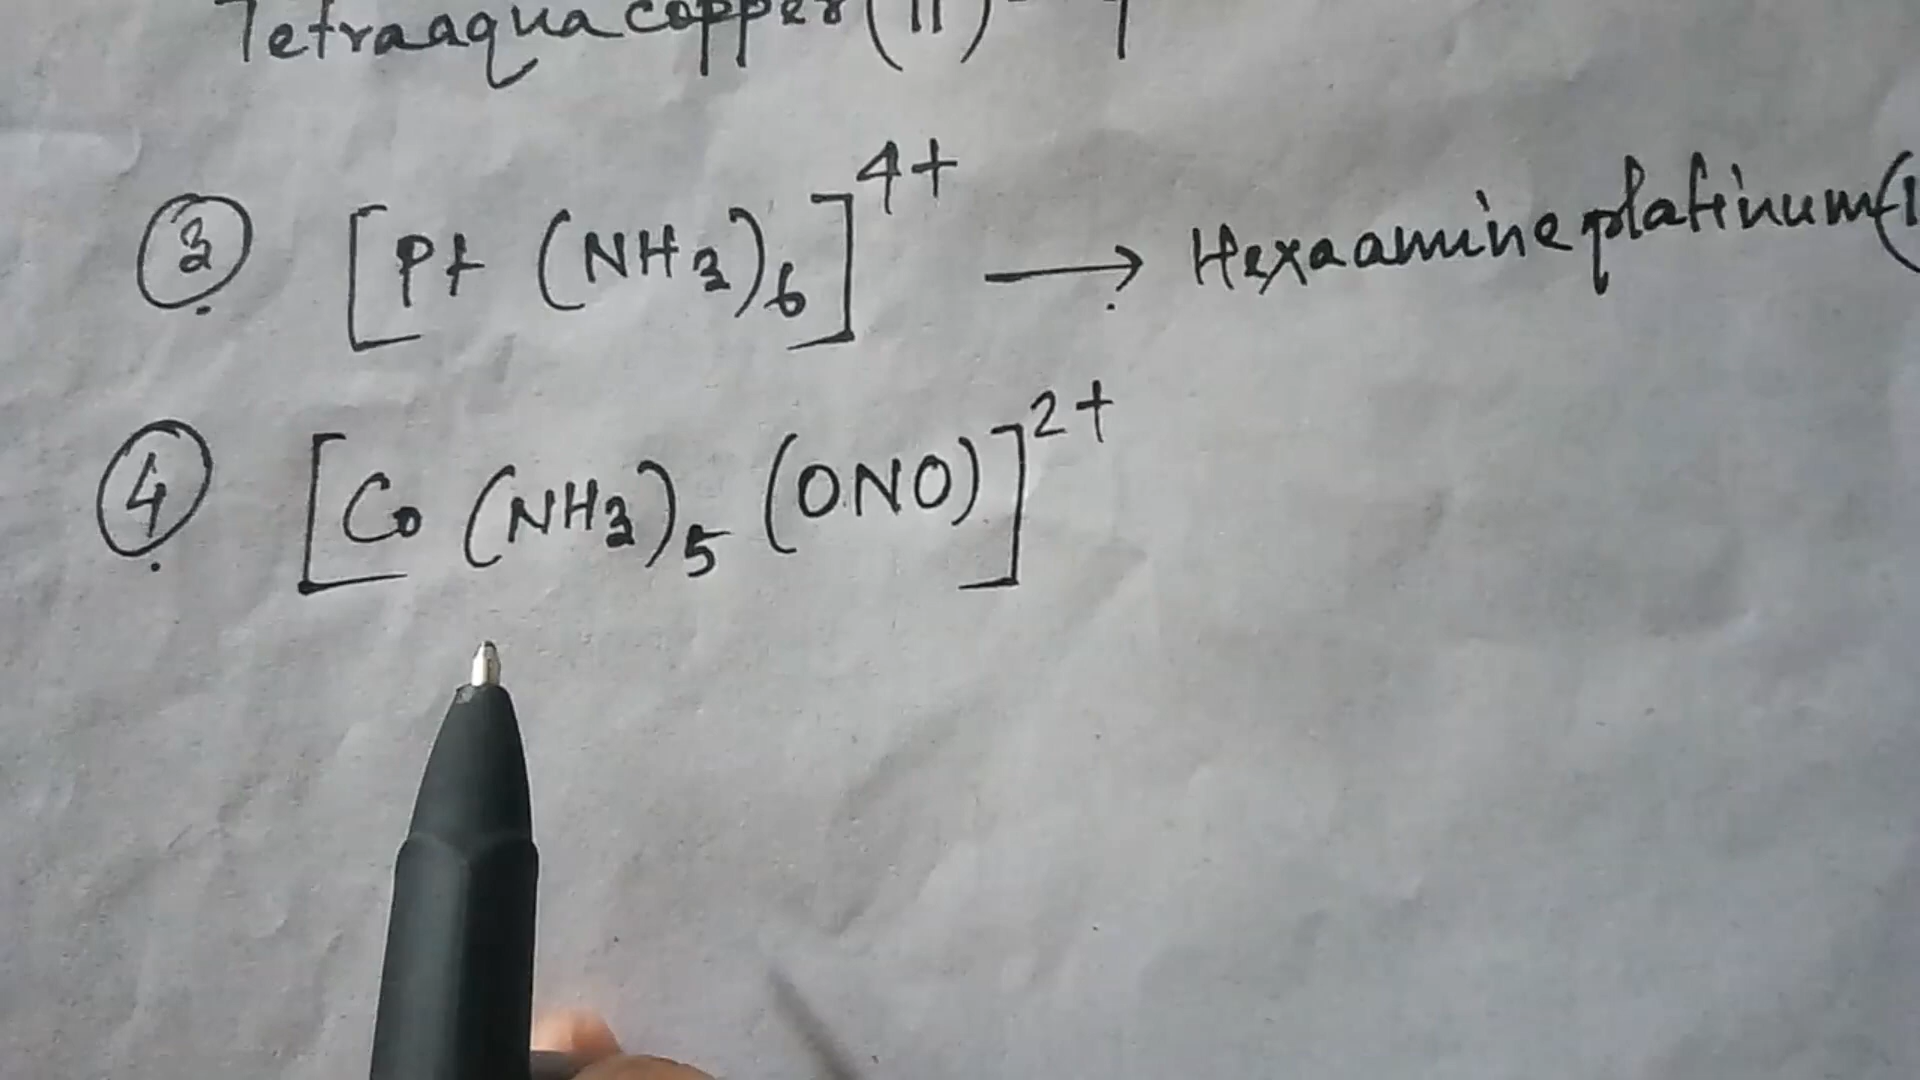 Tetraaquacopper(II)
③ [Pt (NH3)6]4+ → Hexaamineplatinum(
④ [Co (NH3)5 (ONO)]2+